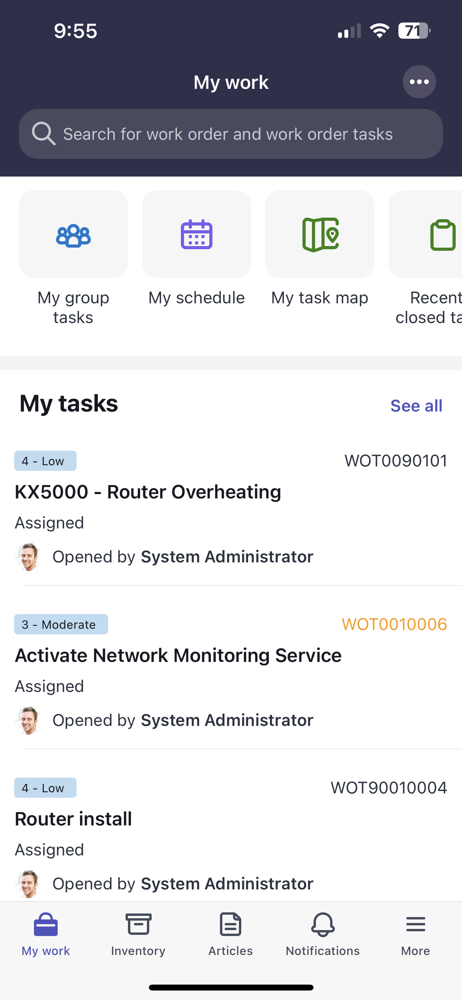 9:55
71
My work
Search for work order and work order tasks
My group
tasks
My schedule
My task map
Recent
closed ta
My tasks
See all
4 - Low
WOT0090101
KX5000 - Router Overheating
Assigned
Opened by System Administrator
3 - Moderate
WOT0010006
Activate Network Monitoring Service
Assigned
Opened by System Administrator
4 - Low
WOT90010004
Router install
Assigned
Opened by System Administrator
My work
Inventory
Articles
Notifications
More